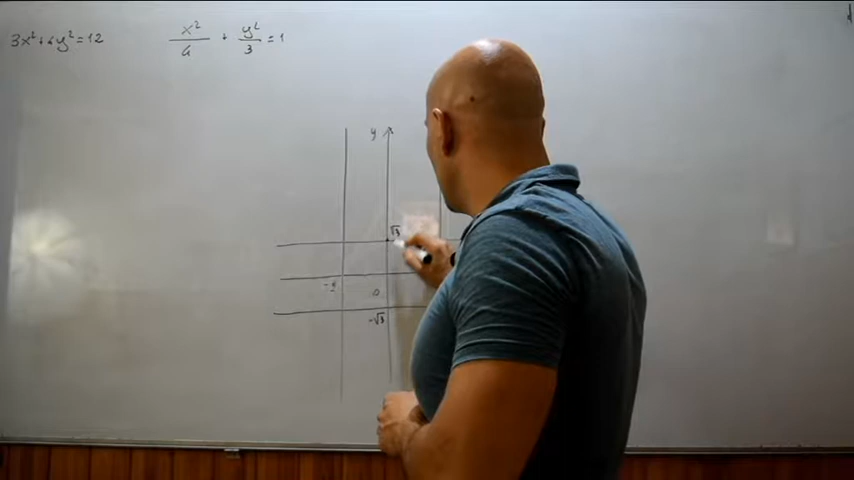 3x²+4y²=12
x²/4 + y²/3 = 1
y
√3
-2
0
-√3